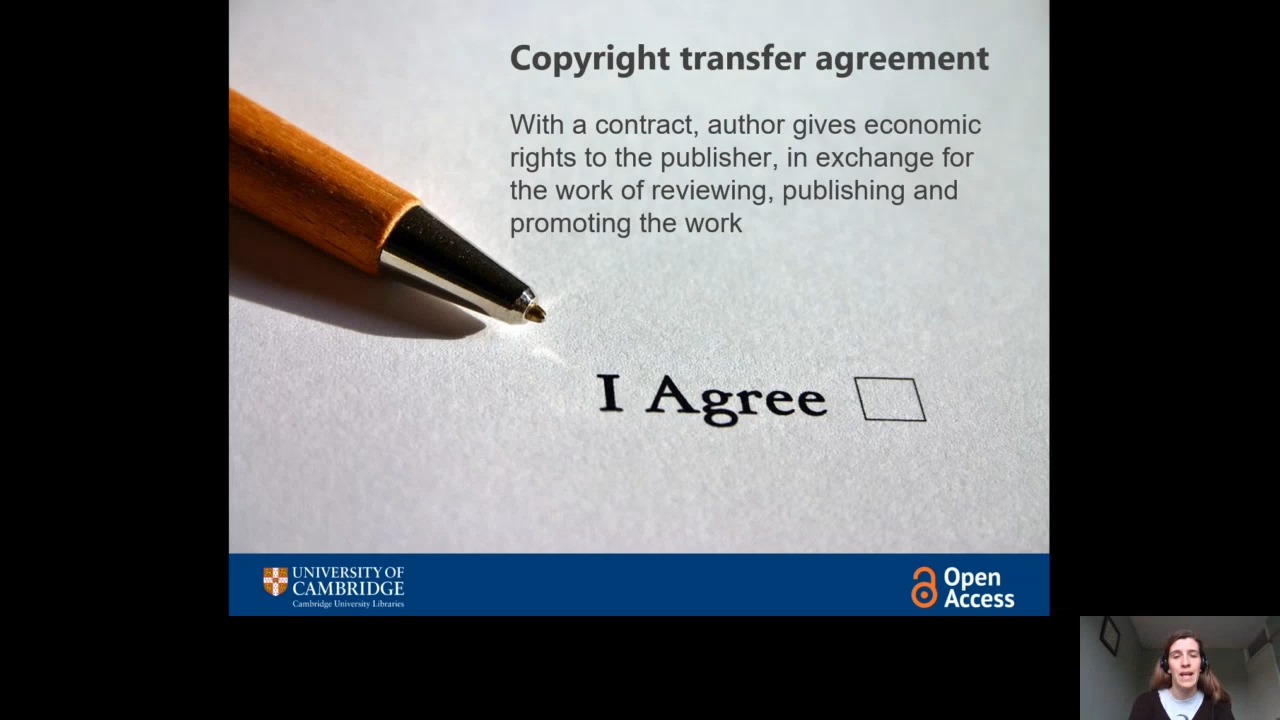 Copyright transfer agreement
With a contract, author gives economic
rights to the publisher, in exchange for
the work of reviewing, publishing and
promoting the work
I Agree
UNIVERSITY OF
CAMBRIDGE
Cambridge University Libraries
Open
Access